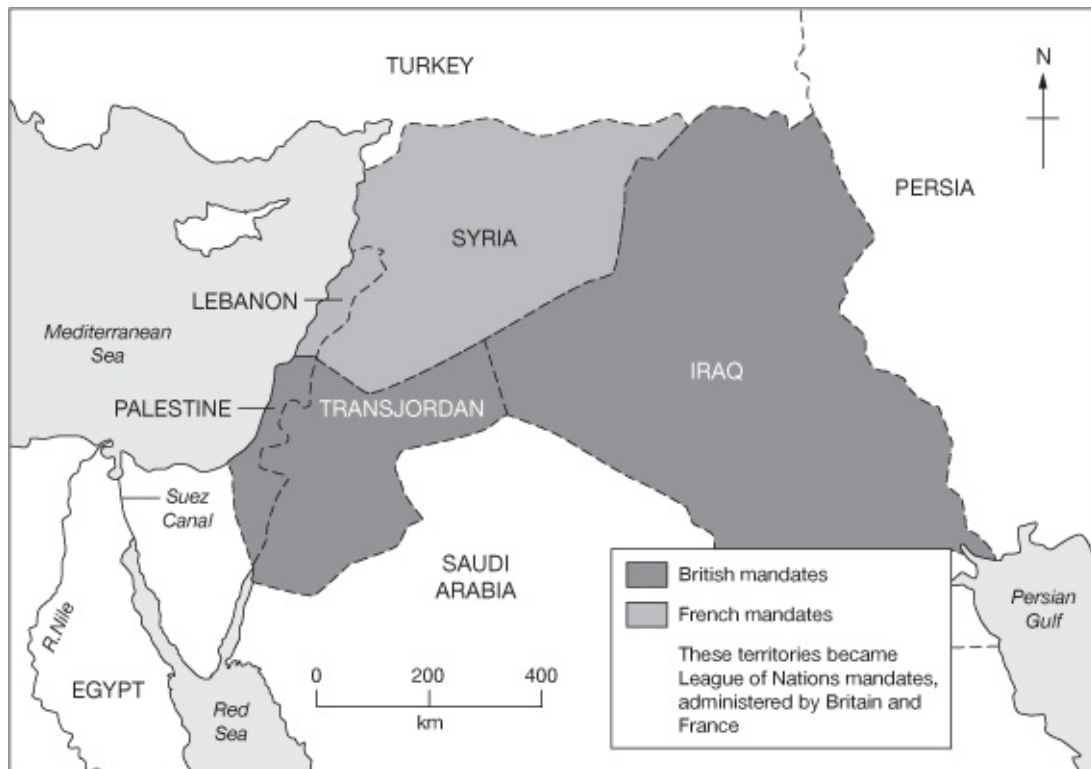 TURKEY
N
PERSIA
SYRIA
LEBANON
Mediterranean
Sea
IRAQ
PALESTINE
TRANSJORDAN
Suez
Canal
SAUDI
ARABIA
British mandates
French mandates
These territories became
League of Nations mandates,
administered by Britain and
France
Persian
Gulf
R.Nile
EGYPT
Red
Sea
0 200 400
km